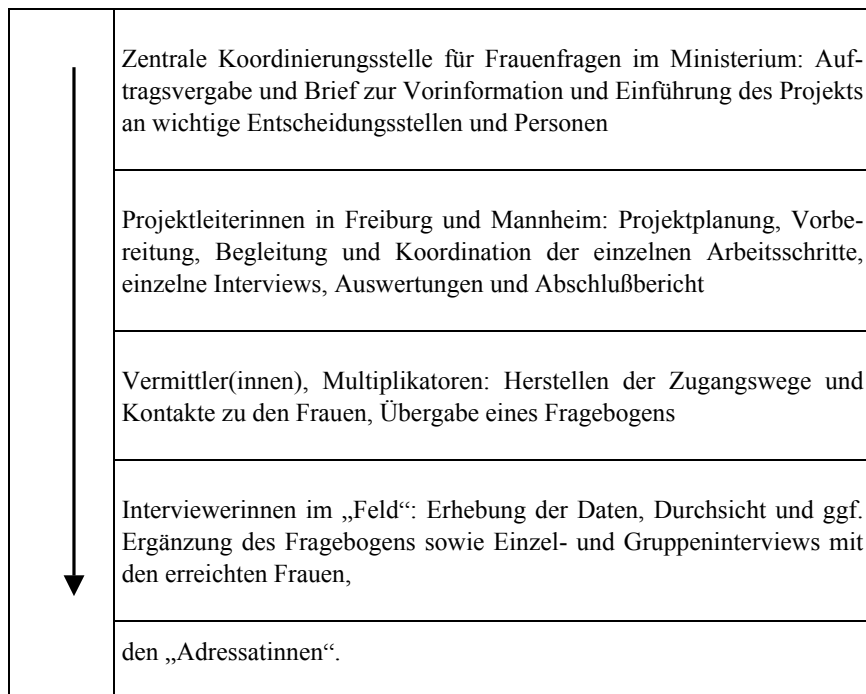 Zentrale Koordinierungsstelle für Frauenfragen im Ministerium: Auf-
tragsvergabe und Brief zur Vorinformation und Einführung des Projekts
an wichtige Entscheidungsstellen und Personen
Projektleiterinnen in Freiburg und Mannheim: Projektplanung, Vorbe-
reitung, Begleitung und Koordination der einzelnen Arbeitsschritte,
einzelne Interviews, Auswertungen und Abschlußbericht
Vermittler(innen), Multiplikatoren: Herstellen der Zugangswege und
Kontakte zu den Frauen, Übergabe eines Fragebogens
Interviewerinnen im „Feld“: Erhebung der Daten, Durchsicht und ggf.
Ergänzung des Fragebogens sowie Einzel- und Gruppeninterviews mit
den erreichten Frauen,
den „Adressatinnen“.